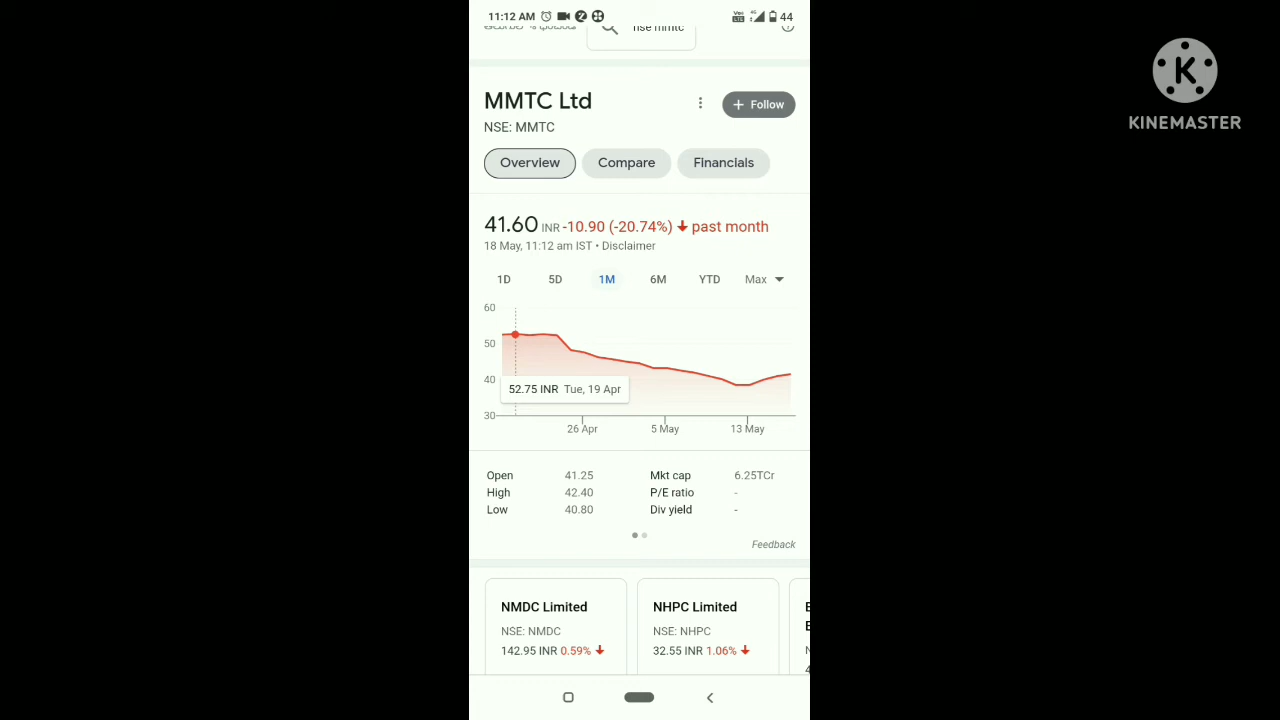 11:12 AM
44
nse mmtc
MMTC Ltd
+ Follow
NSE: MMTC
Overview Compare Financials
41.60 INR -10.90 (-20.74%) past month
18 May, 11:12 am IST • Disclaimer
1D 5D 1M 6M YTD Max
60
50
40
30
52.75 INR Tue, 19 Apr
26 Apr 5 May 13 May
Open 41.25 Mkt cap 6.25TCr
High 42.40 P/E ratio -
Low 40.80 Div yield -
Feedback
NMDC Limited
NSE: NMDC
142.95 INR 0.59%
NHPC Limited
NSE: NHPC
32.55 INR 1.06%
K
KINEMASTER